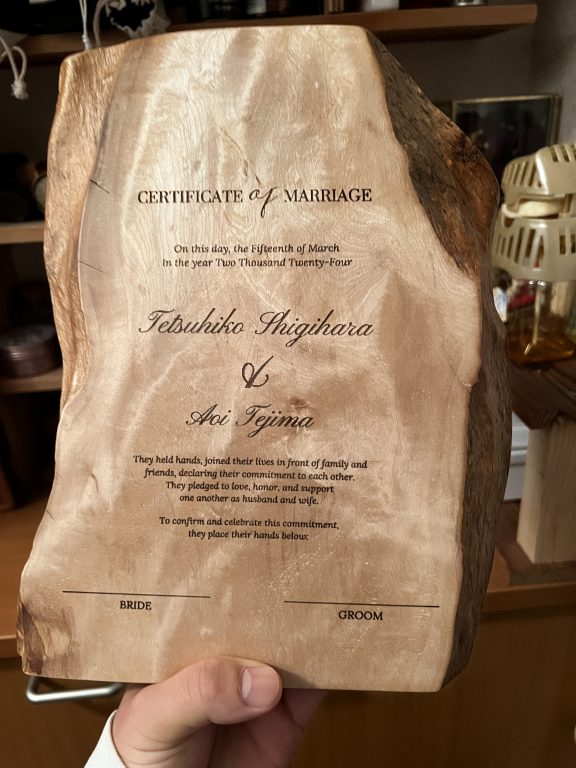 CERTIFICATE of MARRIAGE
On this day, the Fifteenth of March
in the year Two Thousand Twenty-Four
Tetsuhiko Shigihara
&
Aoi Tejima
They held hands, joined their lives in front of family and
friends, declaring their commitment to each other.
They pledged to love, honor, and support
one another as husband and wife.
To confirm and celebrate this commitment,
they place their hands below:
BRIDE
GROOM